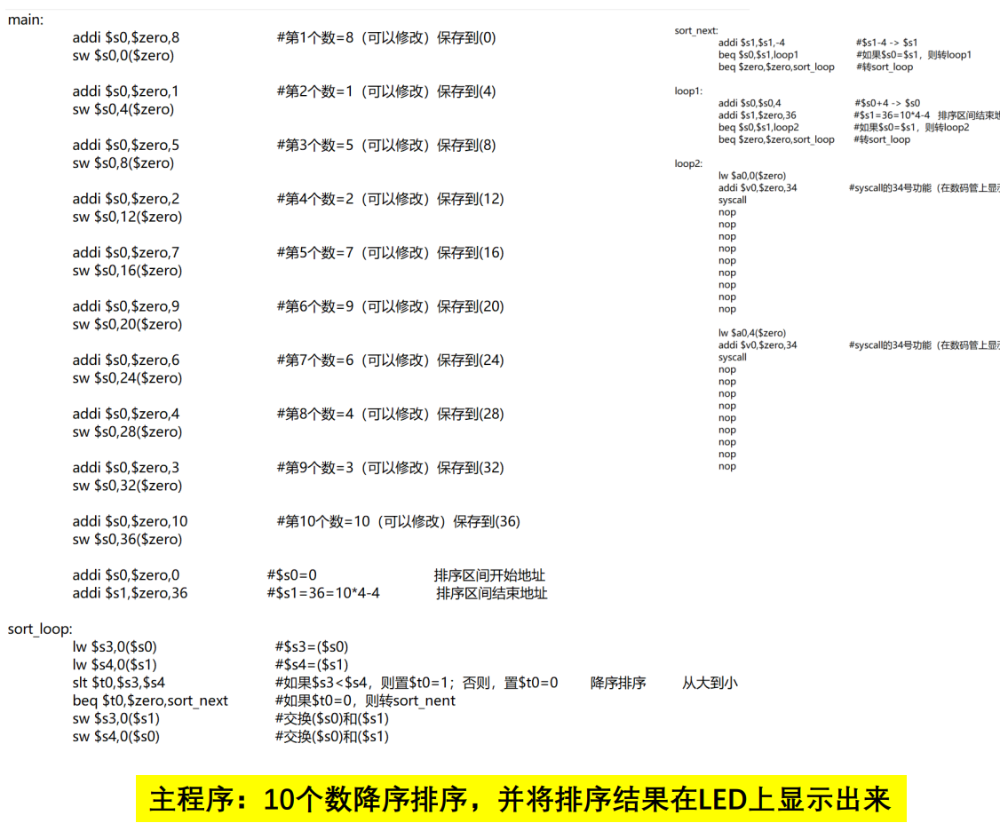 main:
addi $s0,$zero,8 #第1个数=8（可以修改）保存到(0)
sw $s0,0($zero)
addi $s0,$zero,1 #第2个数=1（可以修改）保存到(4)
sw $s0,4($zero)
addi $s0,$zero,5 #第3个数=5（可以修改）保存到(8)
sw $s0,8($zero)
addi $s0,$zero,2 #第4个数=2（可以修改）保存到(12)
sw $s0,12($zero)
addi $s0,$zero,7 #第5个数=7（可以修改）保存到(16)
sw $s0,16($zero)
addi $s0,$zero,9 #第6个数=9（可以修改）保存到(20)
sw $s0,20($zero)
addi $s0,$zero,6 #第7个数=6（可以修改）保存到(24)
sw $s0,24($zero)
addi $s0,$zero,4 #第8个数=4（可以修改）保存到(28)
sw $s0,28($zero)
addi $s0,$zero,3 #第9个数=3（可以修改）保存到(32)
sw $s0,32($zero)
addi $s0,$zero,10 #第10个数=10（可以修改）保存到(36)
sw $s0,36($zero)
addi $s0,$zero,0 #$s0=0 排序区间开始地址
addi $s1,$zero,36 #$s1=36=10*4-4 排序区间结束地址
sort_loop:
lw $s3,0($s0) #$s3=($s0)
lw $s4,0($s1) #$s4=($s1)
slt $t0,$s3,$s4 #如果$s3<$s4，则置$t0=1；否则，置$t0=0 降序排序 从大到小
beq $t0,$zero,sort_next #如果$t0=0，则转sort_nent
sw $s3,0($s1) #交换($s0)和($s1)
sw $s4,0($s0) #交换($s0)和($s1)
sort_next:
addi $s1,$s1,-4 #$s1-4 -> $s1
beq $s0,$s1,loop1 #如果$s0=$s1，则转loop1
beq $zero,$zero,sort_loop #转sort_loop
loop1:
addi $s0,$s0,4 #$s0+4 -> $s0
addi $s1,$zero,36 #$s1=36=10*4-4 排序区间结束
beq $s0,$s1,loop2 #如果$s0=$s1，则转loop2
beq $zero,$zero,sort_loop #转sort_loop
loop2:
lw $a0,0($zero)
addi $v0,$zero,34 #syscall的34号功能（在数码管上显
syscall
nop
nop
nop
nop
nop
nop
nop
nop
nop
lw $a0,4($zero)
addi $v0,$zero,34 #syscall的34号功能（在数码管上显
syscall
nop
nop
nop
nop
nop
nop
nop
nop
nop
主程序：10个数降序排序，并将排序结果在LED上显示出来